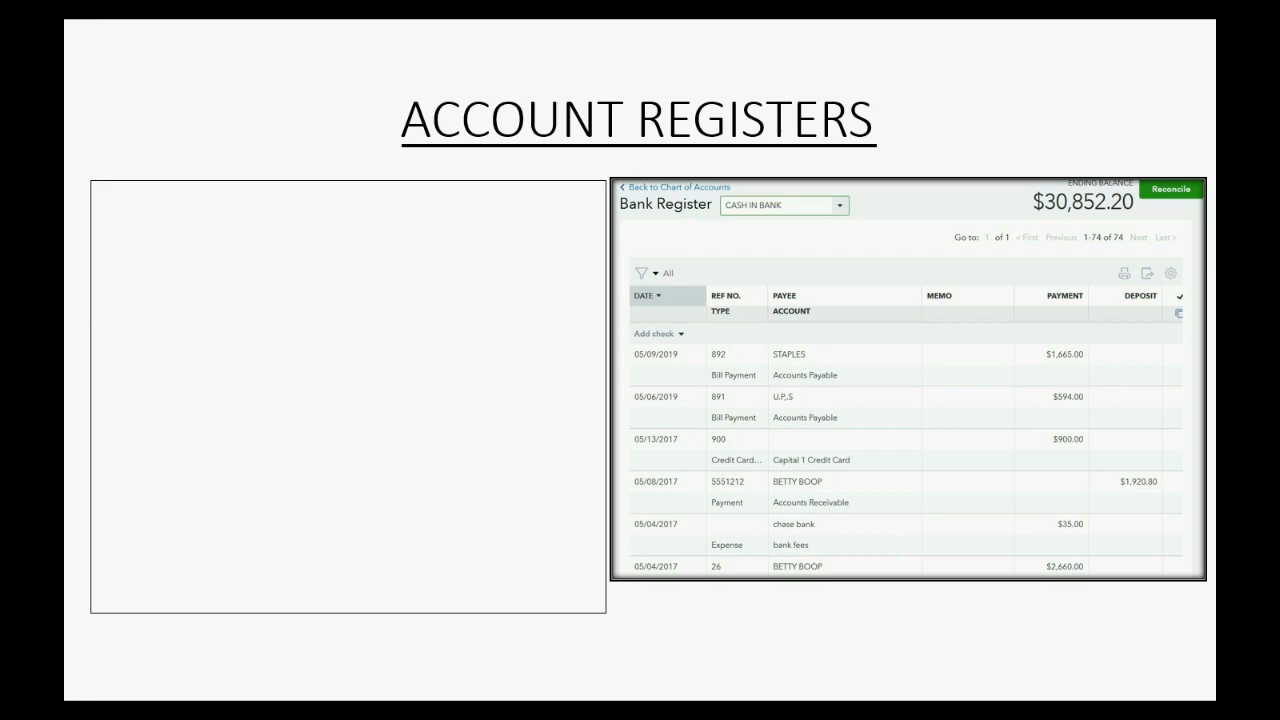 ACCOUNT REGISTERS
< Back to Chart of Accounts
ENDING BALANCE
Reconcile
Bank Register CASH IN BANK $30,852.20
Go to: 1 of 1 < First Previous 1-74 of 74 Next Last >
All
DATE REF NO. PAYEE MEMO PAYMENT DEPOSIT
TYPE ACCOUNT
Add check
05/09/2019 892 STAPLES $1,665.00
Bill Payment Accounts Payable
05/06/2019 891 U.P,.S $594.00
Bill Payment Accounts Payable
05/13/2017 900 $900.00
Credit Card... Capital 1 Credit Card
05/08/2017 5551212 BETTY BOOP $1,920.80
Payment Accounts Receivable
05/04/2017 chase bank $35.00
Expense bank fees
05/04/2017 26 BETTY BOOP $2,660.00